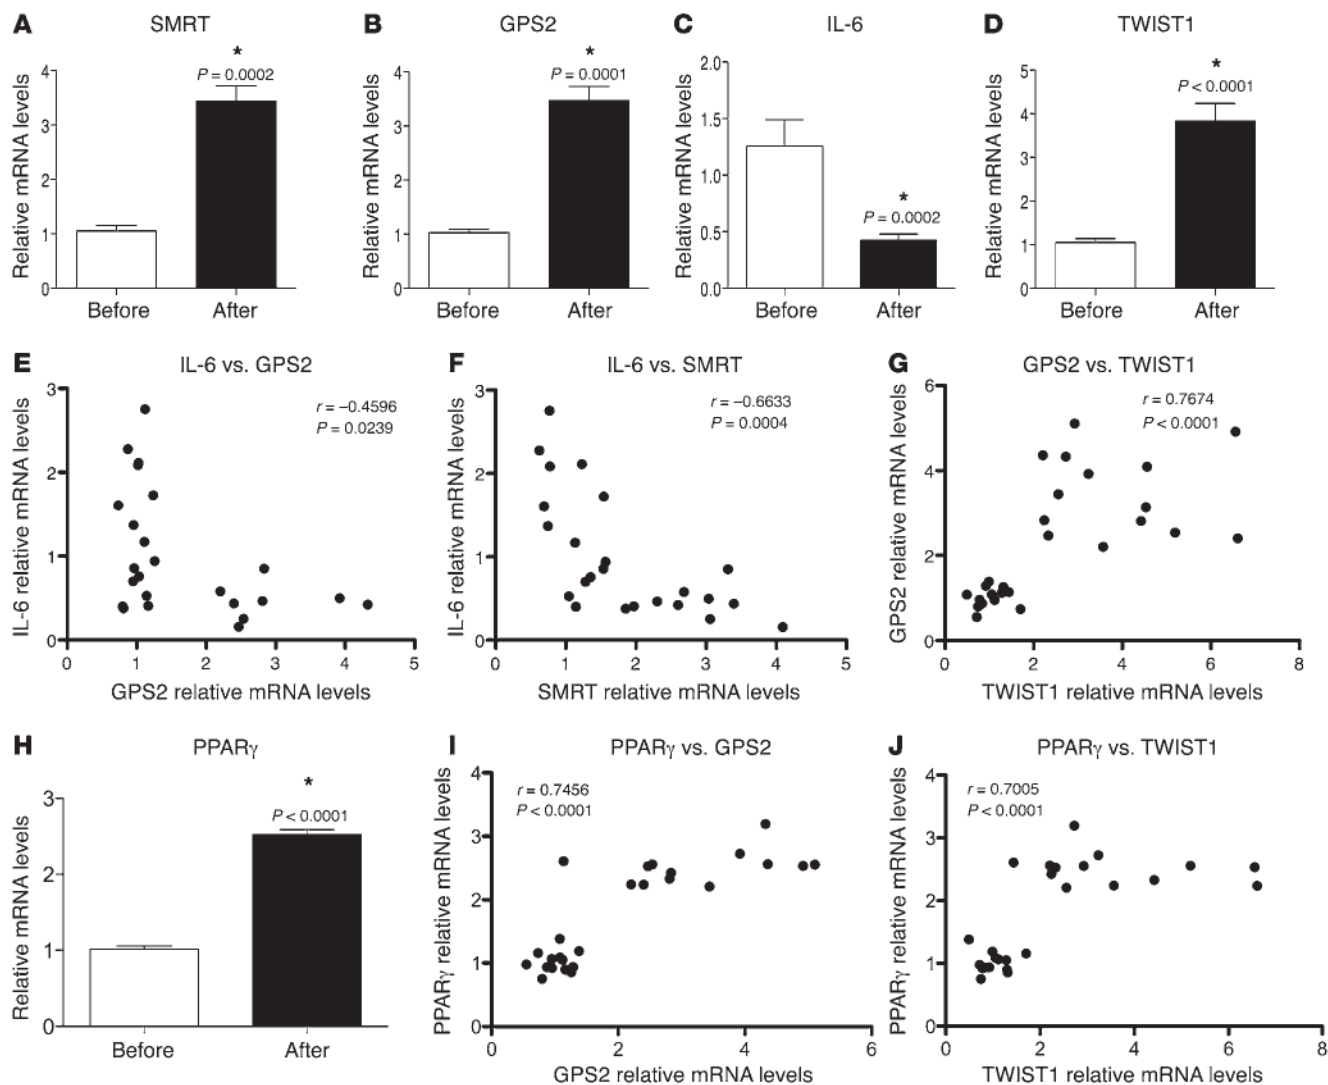 A SMRT
* P = 0.0002
Relative mRNA levels
4
3
2
1
0
Before After
B GPS2
* P = 0.0001
Relative mRNA levels
4
3
2
1
0
Before After
C IL-6
* P = 0.0002
Relative mRNA levels
2.0
1.5
1.0
0.5
0.0
Before After
D TWIST1
* P < 0.0001
Relative mRNA levels
5
4
3
2
1
0
Before After
E IL-6 vs. GPS2
r = –0.4596
P = 0.0239
IL-6 relative mRNA levels
3
2
1
0
0 1 2 3 4 5
GPS2 relative mRNA levels
F IL-6 vs. SMRT
r = –0.6633
P = 0.0004
IL-6 relative mRNA levels
3
2
1
0
1 2 3 4 5
SMRT relative mRNA levels
G GPS2 vs. TWIST1
r = 0.7674
P < 0.0001
GPS2 relative mRNA levels
6
4
2
0
0 2 4 6 8
TWIST1 relative mRNA levels
H PPARγ
*
P < 0.0001
Relative mRNA levels
3
2
1
0
Before After
I PPARγ vs. GPS2
r = 0.7456
P < 0.0001
PPARγ relative mRNA levels
4
3
2
1
0
0 2 4 6
GPS2 relative mRNA levels
J PPARγ vs. TWIST1
r = 0.7005
P < 0.0001
PPARγ relative mRNA levels
4
3
2
1
0
0 2 4 6 8
TWIST1 relative mRNA levels